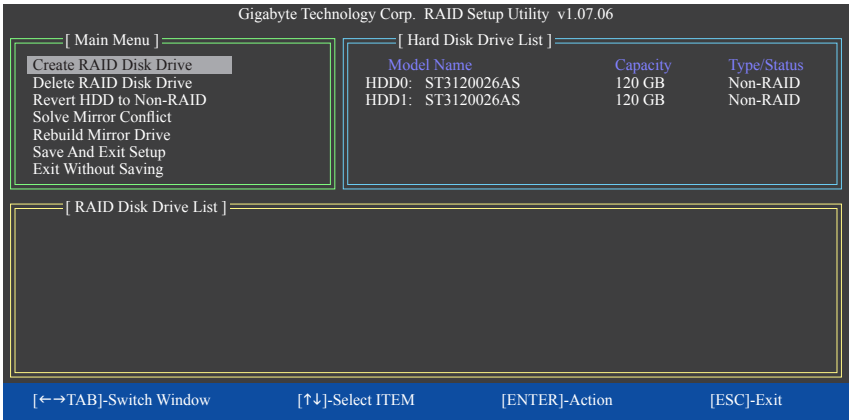 Gigabyte Technology Corp. RAID Setup Utility v1.07.06
[ Main Menu ]
Create RAID Disk Drive
Delete RAID Disk Drive
Revert HDD to Non-RAID
Solve Mirror Conflict
Rebuild Mirror Drive
Save And Exit Setup
Exit Without Saving
[ Hard Disk Drive List ]
Model Name Capacity Type/Status
HDD0: ST3120026AS 120 GB Non-RAID
HDD1: ST3120026AS 120 GB Non-RAID
[ RAID Disk Drive List ]
[←→TAB]-Switch Window [↑↓]-Select ITEM [ENTER]-Action [ESC]-Exit